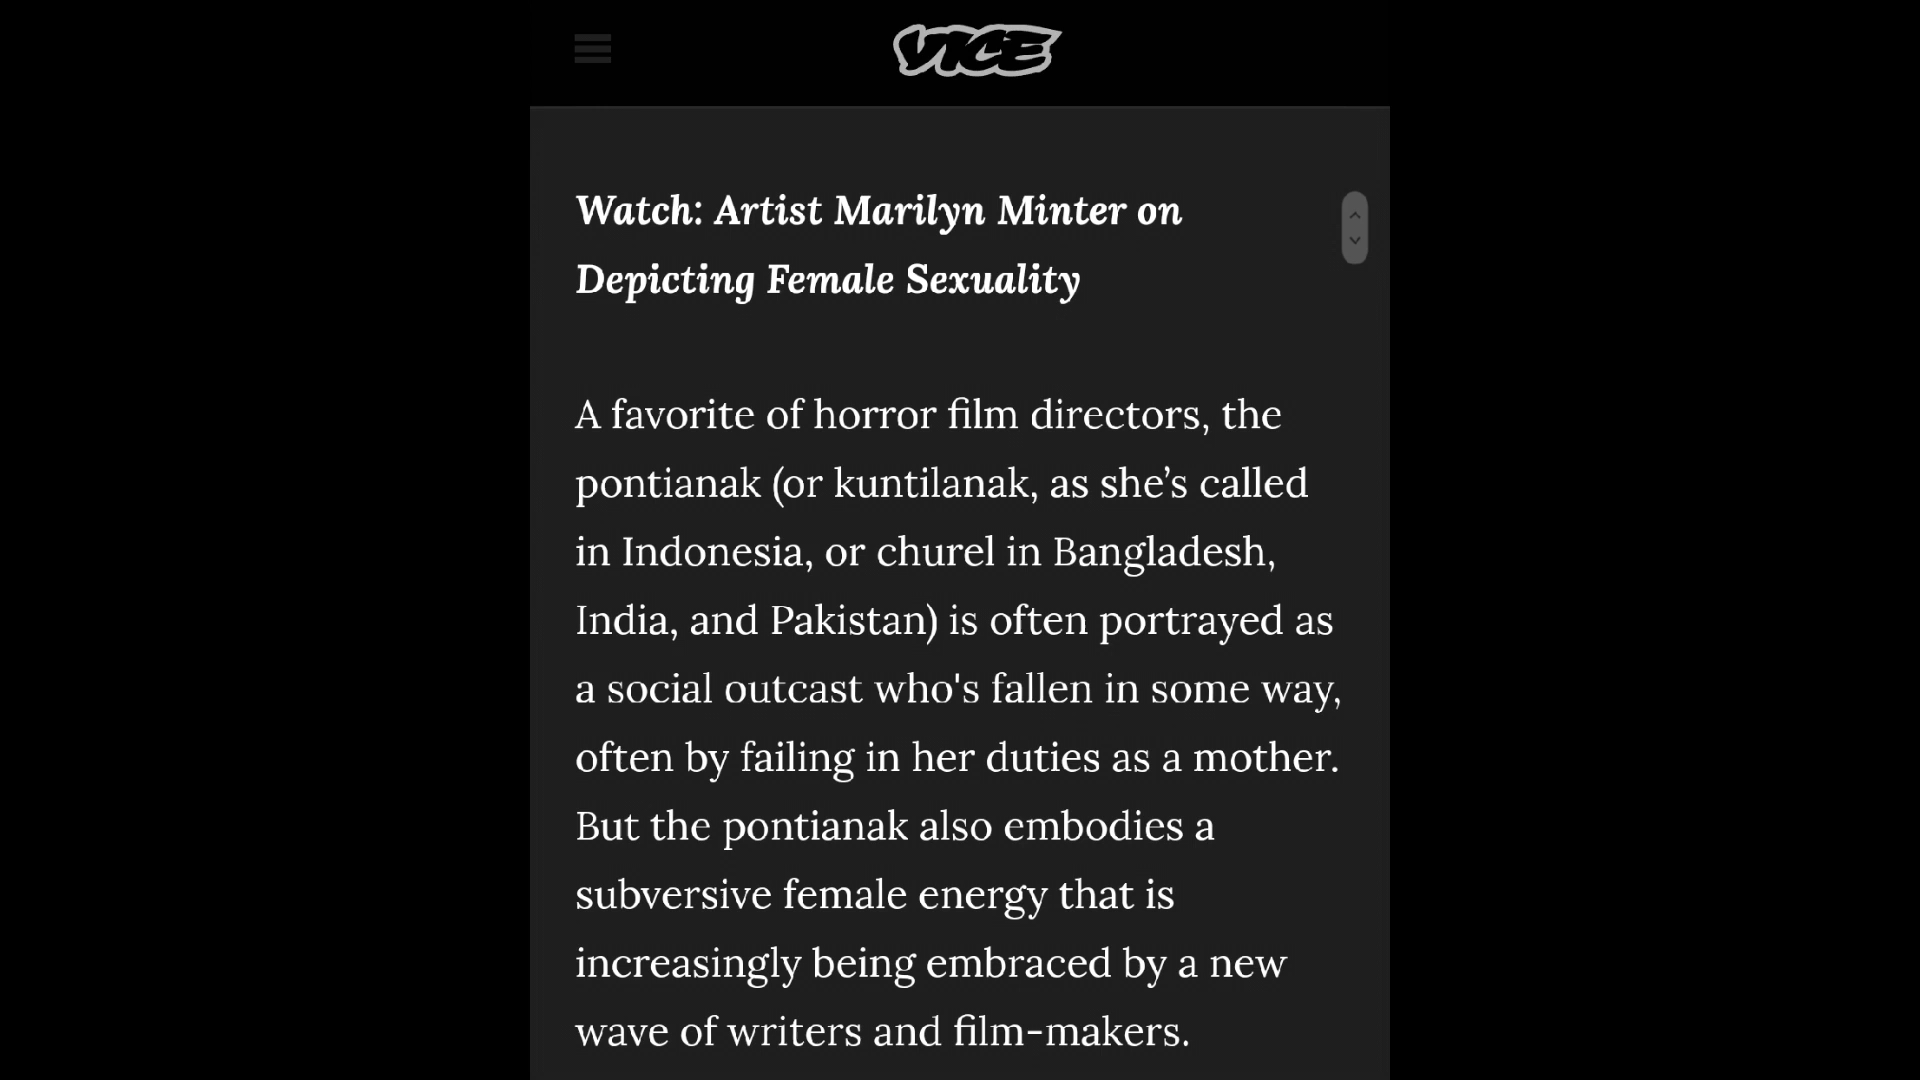 VICE
Watch: Artist Marilyn Minter on
Depicting Female Sexuality
A favorite of horror film directors, the
pontianak (or kuntilanak, as she’s called
in Indonesia, or churel in Bangladesh,
India, and Pakistan) is often portrayed as
a social outcast who's fallen in some way,
often by failing in her duties as a mother.
But the pontianak also embodies a
subversive female energy that is
increasingly being embraced by a new
wave of writers and film-makers.